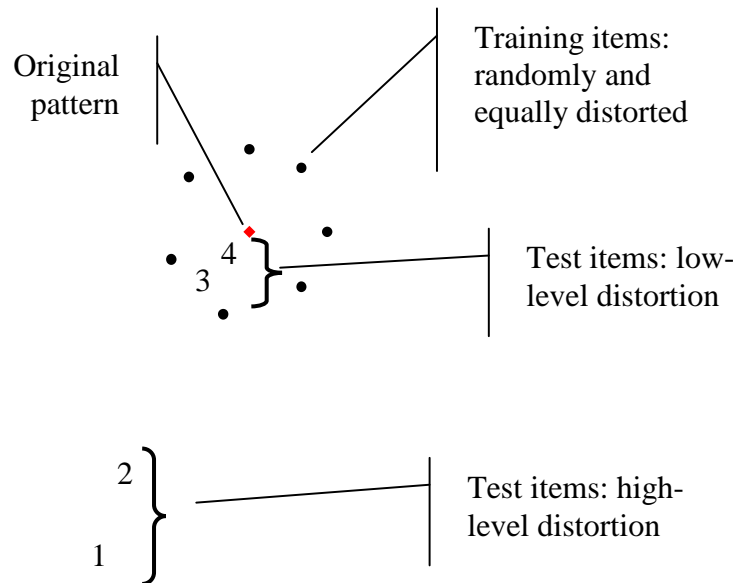 Original
pattern
Training items:
randomly and
equally distorted
4
3
Test items: low-
level distortion
2
1
Test items: high-
level distortion